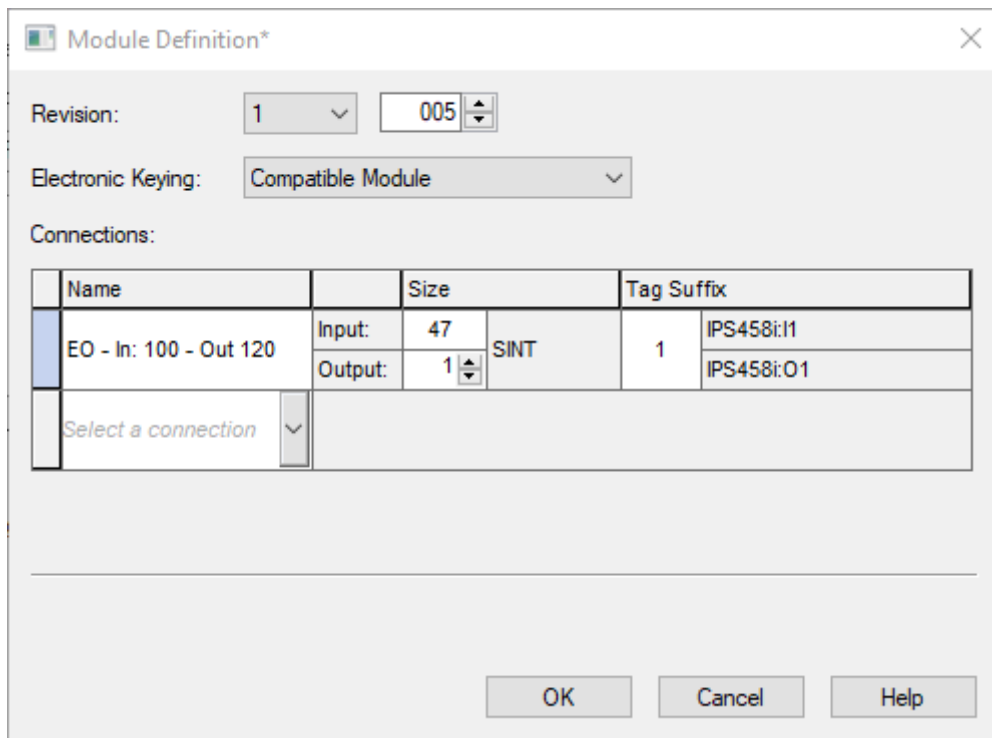 Module Definition*
Revision: 1 005
Electronic Keying: Compatible Module
Connections:
Name Size Tag Suffix
EO - In: 100 - Out 120 Input: 47 SINT 1 IPS458i:I1
Output: 1 IPS458i:O1
Select a connection
OK Cancel Help